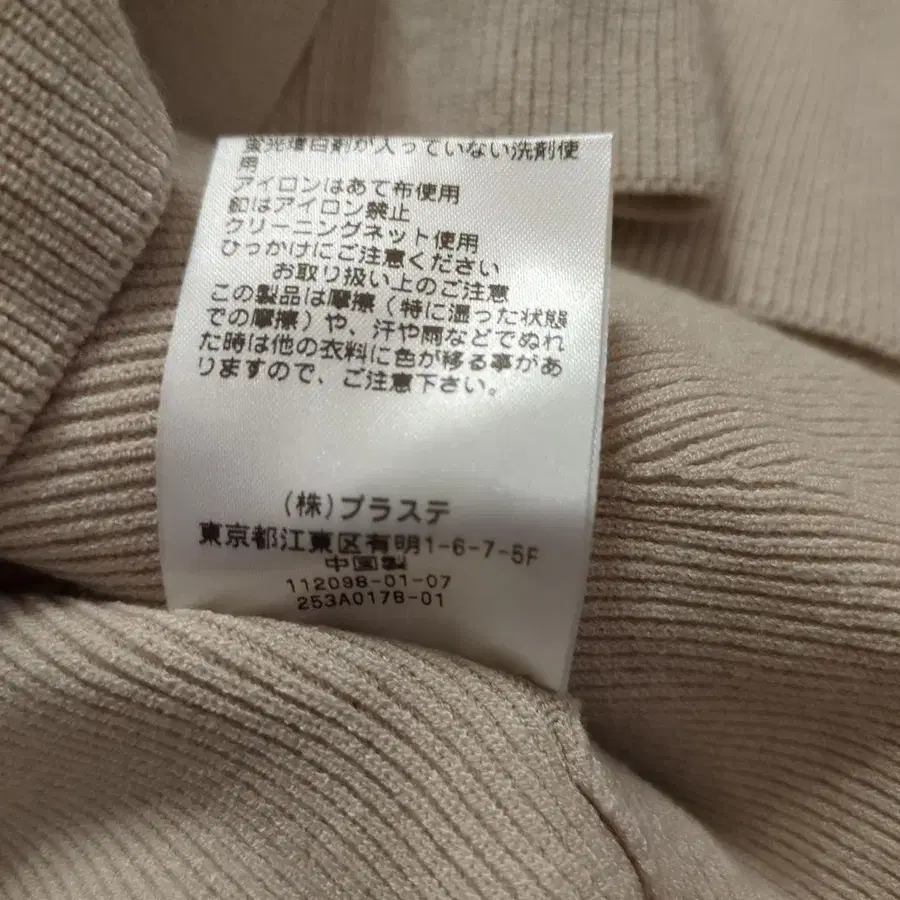 蛍光増白剤が入っていない洗剤使
用
アイロンはあて布使用
釦はアイロン禁止
クリーニングネット使用
ひっかけにご注意ください
お取り扱い上のご注意
この製品は摩擦（特に湿った状態
での摩擦）や、汗や雨などでぬれ
た時は他の衣料に色が移る事があ
りますので、ご注意下さい。
(株)プラステ
東京都江東区有明1-6-7-5F
中国製
112098-01-07
253A017B-01